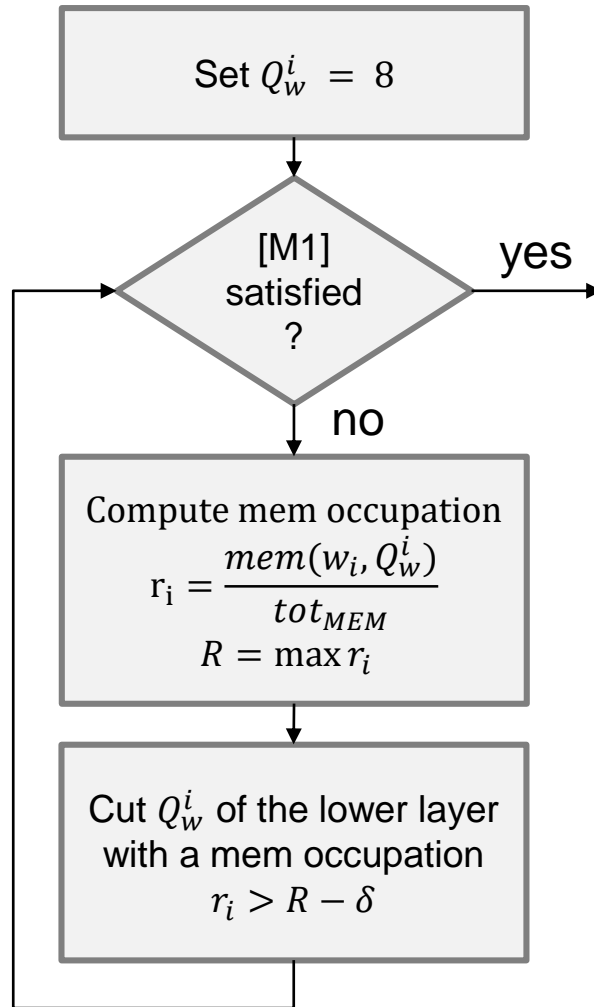 Set $Q_w^i = 8$
[M1]
satisfied
?
yes
no
Compute mem occupation
$\mathrm{r_i} = \frac{mem(w_i, Q_w^i)}{tot_{MEM}}$
$R = \max r_i$
Cut $Q_w^i$ of the lower layer
with a mem occupation
$r_i > R - \delta$